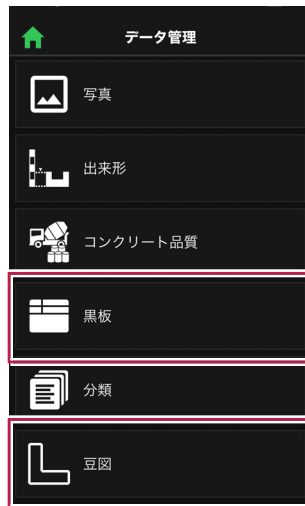 データ管理
写真
出来形
コンクリート品質
黒板
分類
豆図